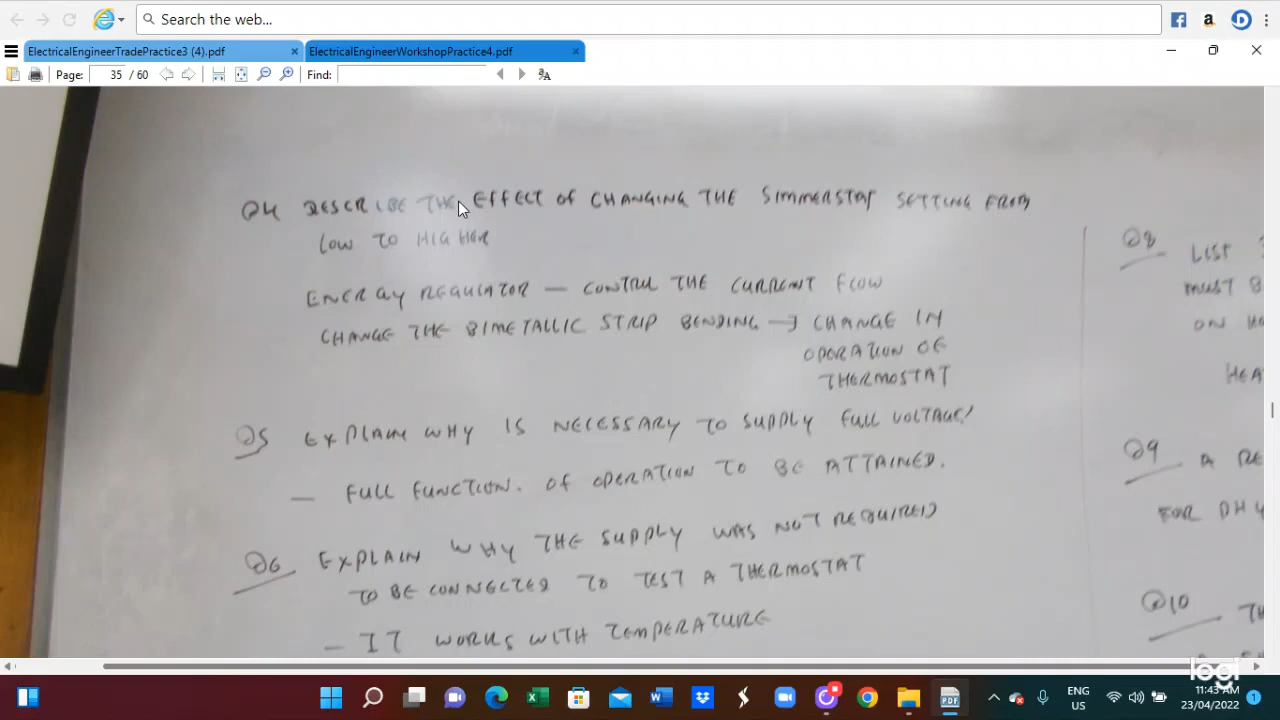 Search the web...
ElectricalEngineerTradePractice3 (4).pdf
ElectricalEngineerWorkshopPractice4.pdf
Page: 35 / 60
Find:
Q4 DESCRIBE THE EFFECT OF CHANGING THE SIMMERSTAT SETTING FROM
LOW TO HIGHER
ENERGY REGULATOR — CONTROL THE CURRENT FLOW
CHANGE THE BIMETALLIC STRIP BENDING → CHANGE IN
OPERATION OF
THERMOSTAT
Q5 EXPLAIN WHY IS NECESSARY TO SUPPLY FULL VOLTAGE!
— FULL FUNCTION. OF OPERATION TO BE ATTAINED.
Q6 EXPLAIN WHY THE SUPPLY WAS NOT REQUIRED
TO BE CONNECTED TO TEST A THERMOSTAT
— IT WORKS WITH TEMPERATURE
Q8 LIST
MUST B
ON
HEA
Q9 A RE
FOR
Q10 TH
logi
ENG
US
11:43 AM
23/04/2022